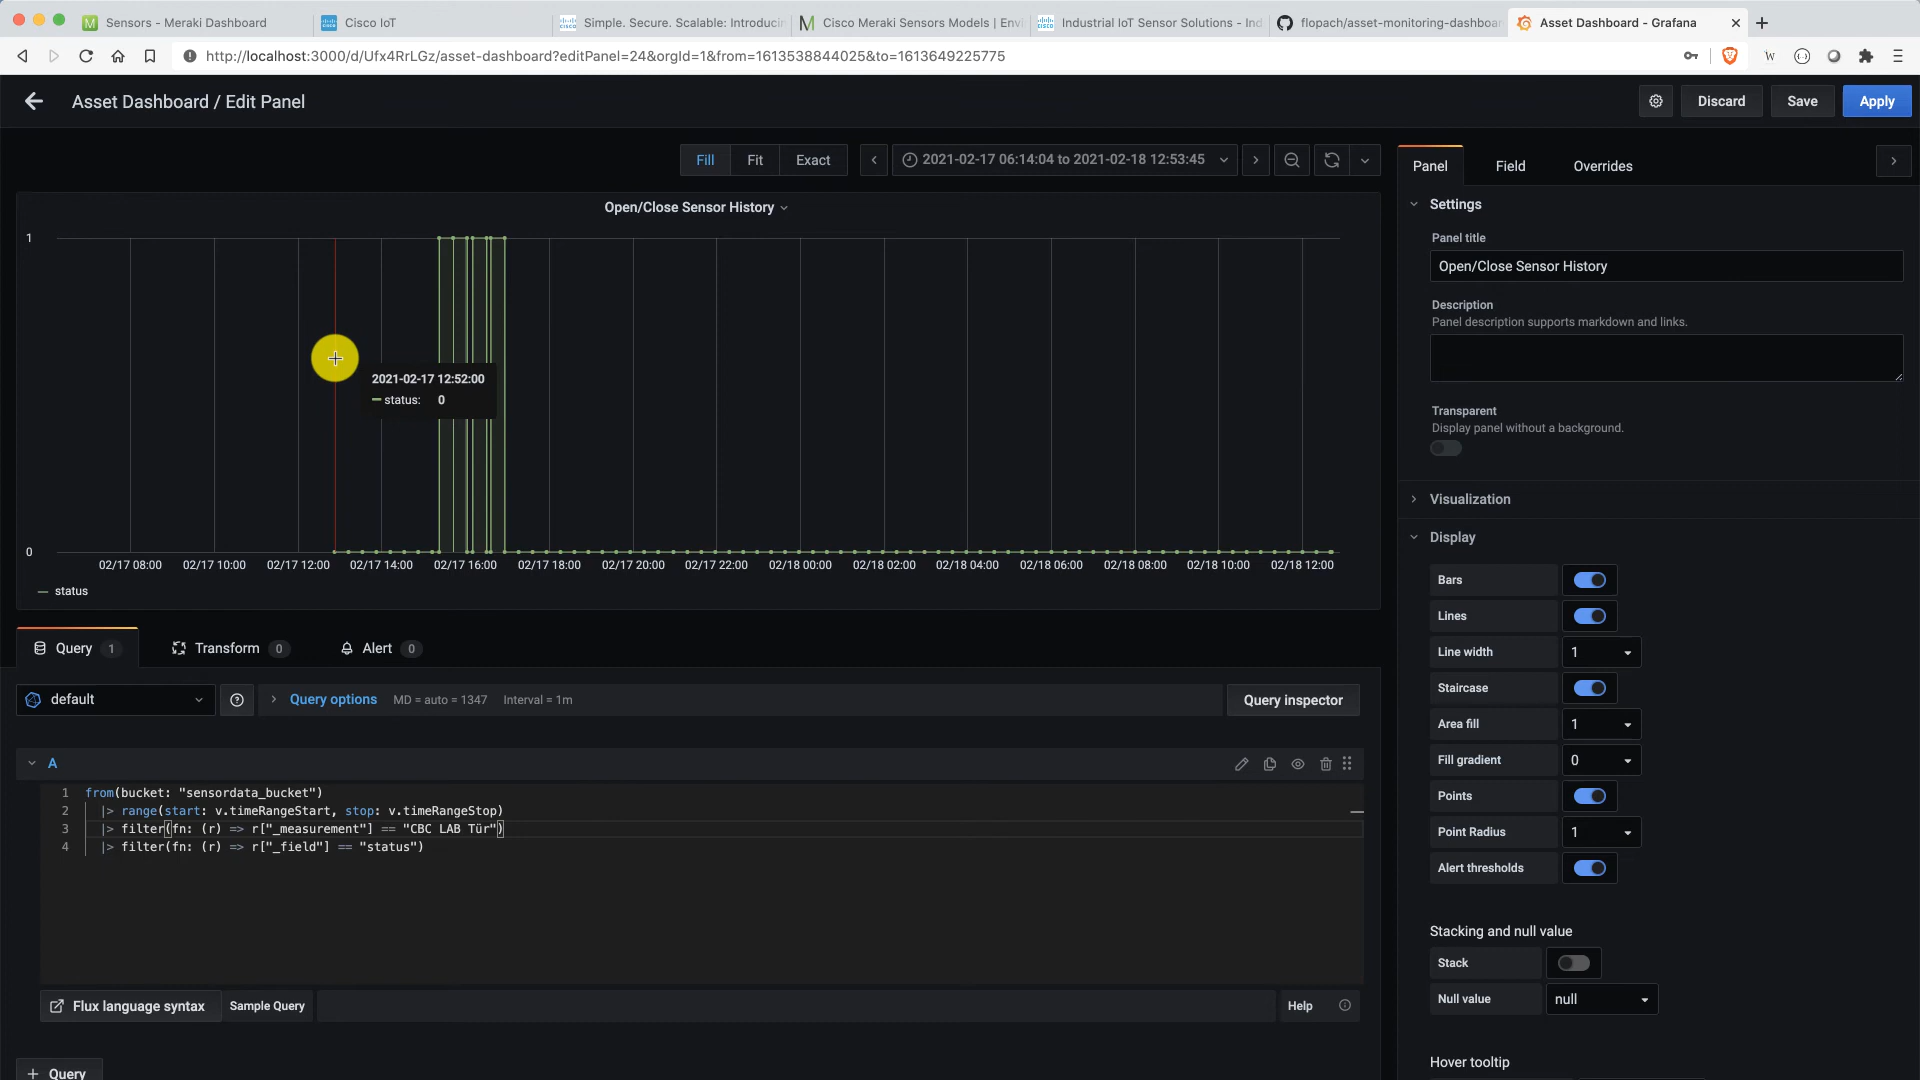 Sensors - Meraki Dashboard
Cisco IoT
Simple. Secure. Scalable: Introducin
Cisco Meraki Sensors Models | Envi
Industrial IoT Sensor Solutions - Ind
flopach/asset-monitoring-dashboar
Asset Dashboard - Grafana
http://localhost:3000/d/Ufx4RrLGz/asset-dashboard?editPanel=24&orgId=1&from=1613538844025&to=1613649225775
Asset Dashboard / Edit Panel
Discard
Save
Apply
Fill
Fit
Exact
2021-02-17 06:14:04 to 2021-02-18 12:53:45
Panel
Field
Overrides
Open/Close Sensor History
1
0
2021-02-17 12:52:00
status: 0
02/17 08:00 02/17 10:00 02/17 12:00 02/17 14:00 02/17 16:00 02/17 18:00 02/17 20:00 02/17 22:00 02/18 00:00 02/18 02:00 02/18 04:00 02/18 06:00 02/18 08:00 02/18 10:00 02/18 12:00
status
Query 1
Transform 0
Alert 0
default
Query options MD = auto = 1347 Interval = 1m
Query inspector
A
1 from(bucket: "sensordata_bucket")
2 |> range(start: v.timeRangeStart, stop: v.timeRangeStop)
3 |> filter(fn: (r) => r["_measurement"] == "CBC LAB Tür")
4 |> filter(fn: (r) => r["_field"] == "status")
Flux language syntax
Sample Query
Help
+ Query
Settings
Panel title
Open/Close Sensor History
Description
Panel description supports markdown and links.
Transparent
Display panel without a background.
Visualization
Display
Bars
Lines
Line width 1
Staircase
Area fill 1
Fill gradient 0
Points
Point Radius 1
Alert thresholds
Stacking and null value
Stack
Null value null
Hover tooltip